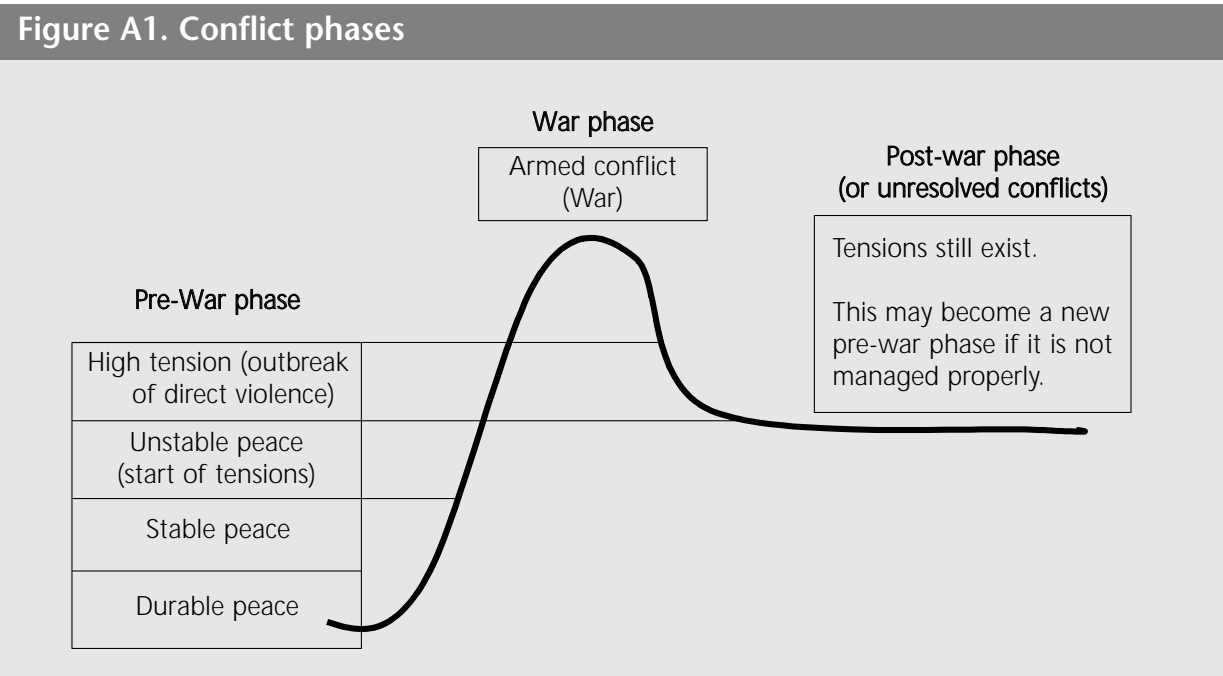 Figure A1. Conflict phases
War phase
Armed conflict
(War)
Post-war phase
(or unresolved conflicts)
Tensions still exist.
This may become a new
pre-war phase if it is not
managed properly.
Pre-War phase
High tension (outbreak
of direct violence)
Unstable peace
(start of tensions)
Stable peace
Durable peace